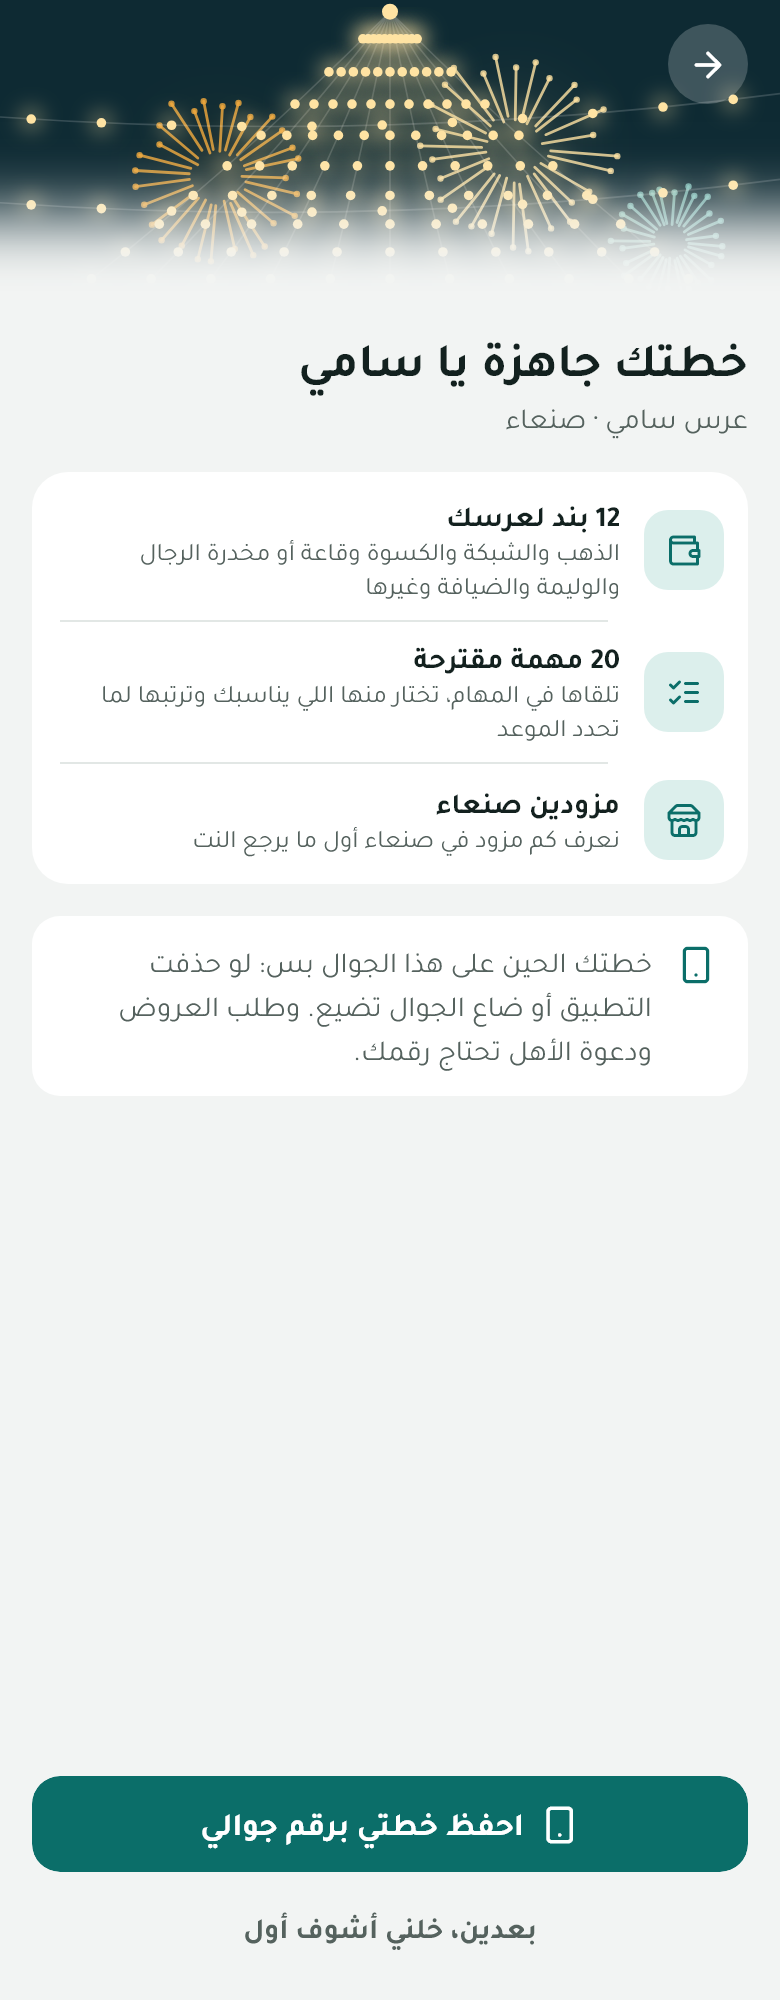 خطتك جاهزة يا سامي
عرس سامي · صنعاء
12 بند لعرسك
الذهب والشبكة والكسوة وقاعة أو مخدرة الرجال
والوليمة والضيافة وغيرها
20 مهمة مقترحة
تلقاها في المهام، تختار منها اللي يناسبك وترتبها لما
تحدد الموعد
مزودين صنعاء
نعرف كم مزود في صنعاء أول ما يرجع النت
خطتك الحين على هذا الجوال بس: لو حذفت
التطبيق أو ضاع الجوال تضيع. وطلب العروض
ودعوة الأهل تحتاج رقمك.
احفظ خطتي برقم جوالي
بعدين، خلني أشوف أول